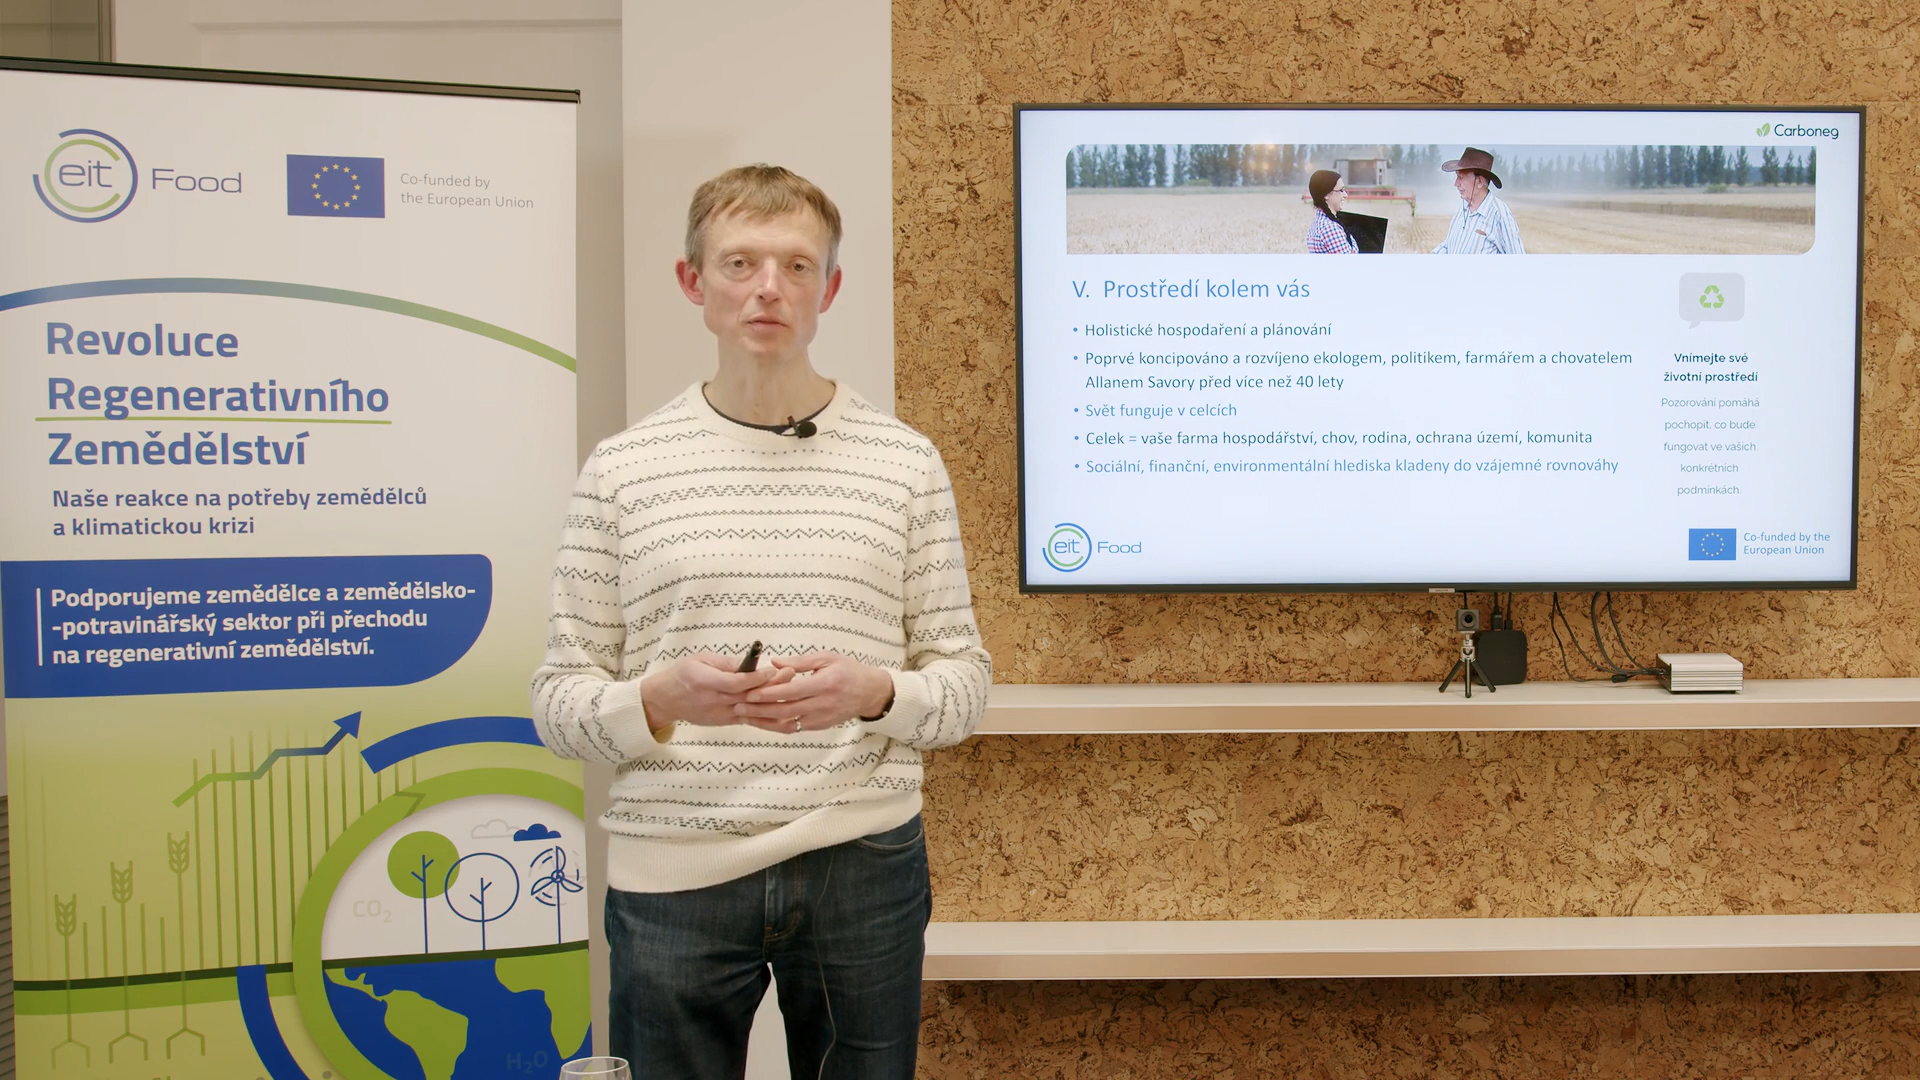 eit Food
Co-funded by
the European Union
Revoluce
Regenerativního
Zemědělství
Naše reakce na potřeby zemědělců
a klimatickou krizi
Podporujeme zemědělce a zemědělsko-
-potravinářský sektor při přechodu
na regenerativní zemědělství.
CO2
H2O
Carboneg
V. Prostředí kolem vás
• Holistické hospodaření a plánování
• Poprvé koncipováno a rozvíjeno ekologem, politikem, farmářem a chovatelem
Allanem Savory před více než 40 lety
• Svět funguje v celcích
• Celek = vaše farma hospodářství, chov, rodina, ochrana území, komunita
• Sociální, finanční, environmentální hlediska kladeny do vzájemné rovnováhy
Vnímejte své
životní prostředí
Pozorování pomáhá
pochopit, co bude
fungovat ve vašich
konkrétních
podmínkách.
eit Food
Co-funded by the
European Union